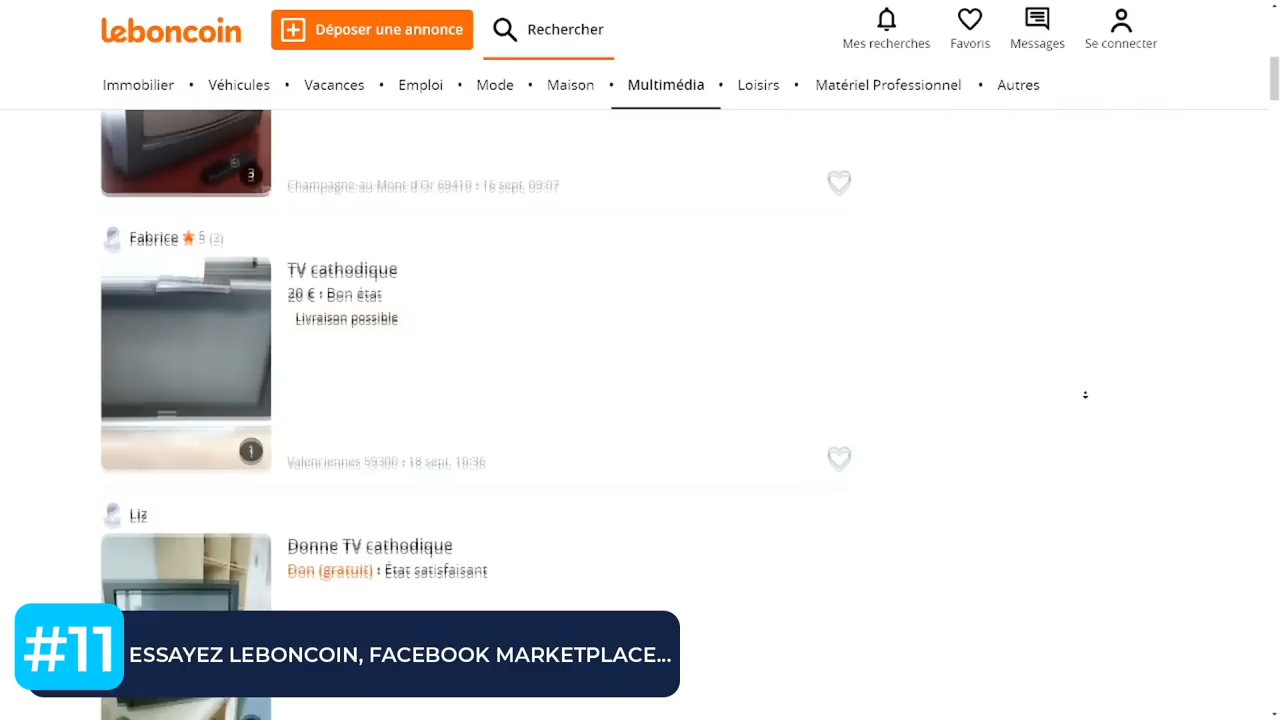 leboncoin
Déposer une annonce
Rechercher
Mes recherches
Favoris
Messages
Se connecter
Immobilier • Véhicules • Vacances • Emploi • Mode • Maison • Multimédia • Loisirs • Matériel Professionnel • Autres
3
Champagne-au-Mont-d'Or 69410 · 16 sept, 09:07
Fabrice ★ 5 (2)
TV cathodique
20 € · Bon état
Livraison possible
1
Valenciennes 59300 · 18 sept, 10:36
Liz
Donne TV cathodique
Don (gratuit) · État satisfaisant
#11 ESSAYEZ LEBONCOIN, FACEBOOK MARKETPLACE...